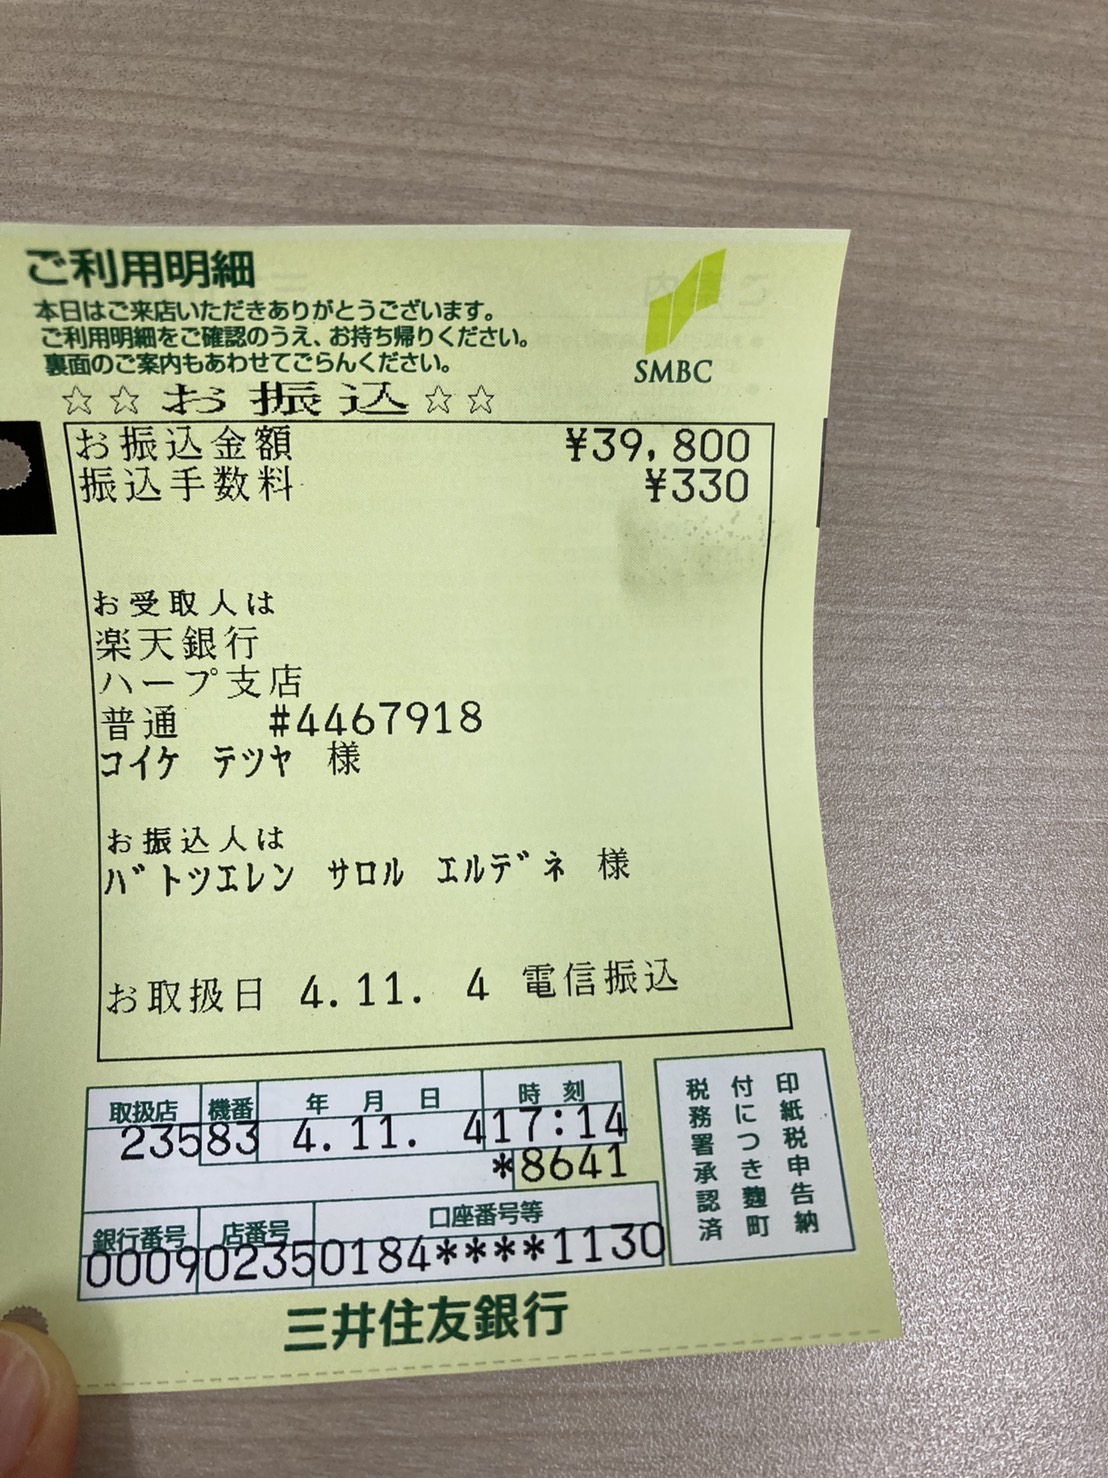 ご利用明細
本日はご来店いただきありがとうございます。
ご利用明細をご確認のうえ、お持ち帰りください。
裏面のご案内もあわせてごらんください。
SMBC
☆☆お振込☆☆
お振込金額 ¥39,800
振込手数料 ¥330
お受取人は
楽天銀行
ハープ支店
普通 #4467918
コイケ テツヤ 様
お振込人は
バトツエレン サロル エルデネ 様
お取扱日 4.11. 4 電信振込
取扱店 機番 年 月 日 時 刻
235 83 4.11. 4 17:14
*8641
銀行番号 店番号 口座番号等
0009 0235 0184****1130
印紙税申告納
付につき麴町
税務署承認済
三井住友銀行